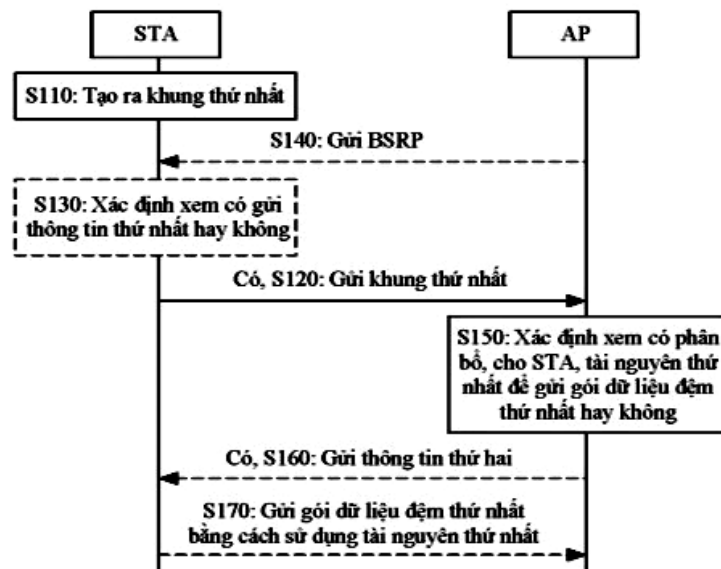 STA
AP
S110: Tạo ra khung thứ nhất
S140: Gửi BSRP
S130: Xác định xem có gửi
thông tin thứ nhất hay không
Có, S120: Gửi khung thứ nhất
S150: Xác định xem có phân
bổ, cho STA, tài nguyên thứ
nhất để gửi gói dữ liệu đệm
thứ nhất hay không
Có, S160: Gửi thông tin thứ hai
S170: Gửi gói dữ liệu đệm thứ nhất
bằng cách sử dụng tài nguyên thứ nhất